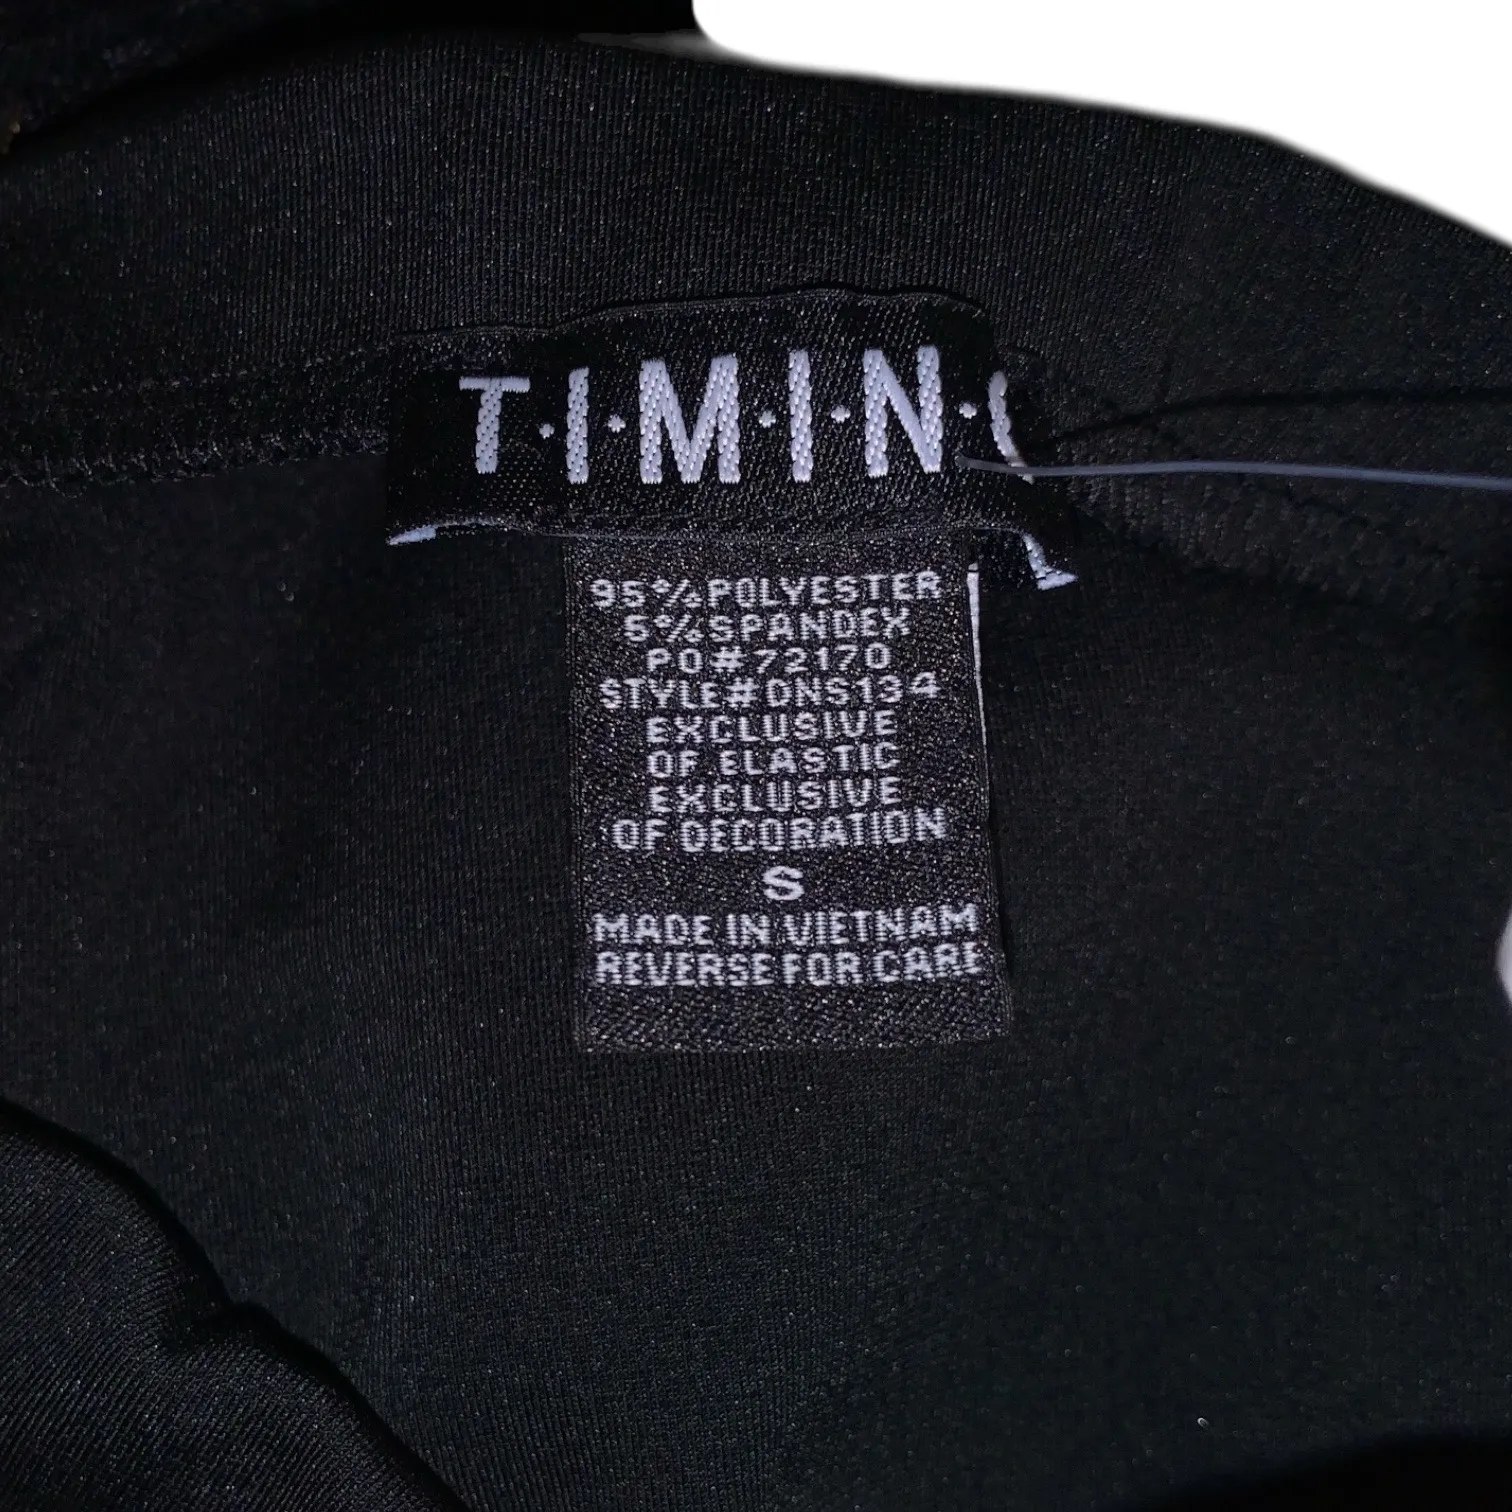 T·I·M·I·N·
95%POLYESTER
5%SPANDEX
PO#72170
STYLE#DNS134
EXCLUSIVE
OF ELASTIC
EXCLUSIVE
OF DECORATION
S
MADE IN VIETNAM
REVERSE FOR CARE